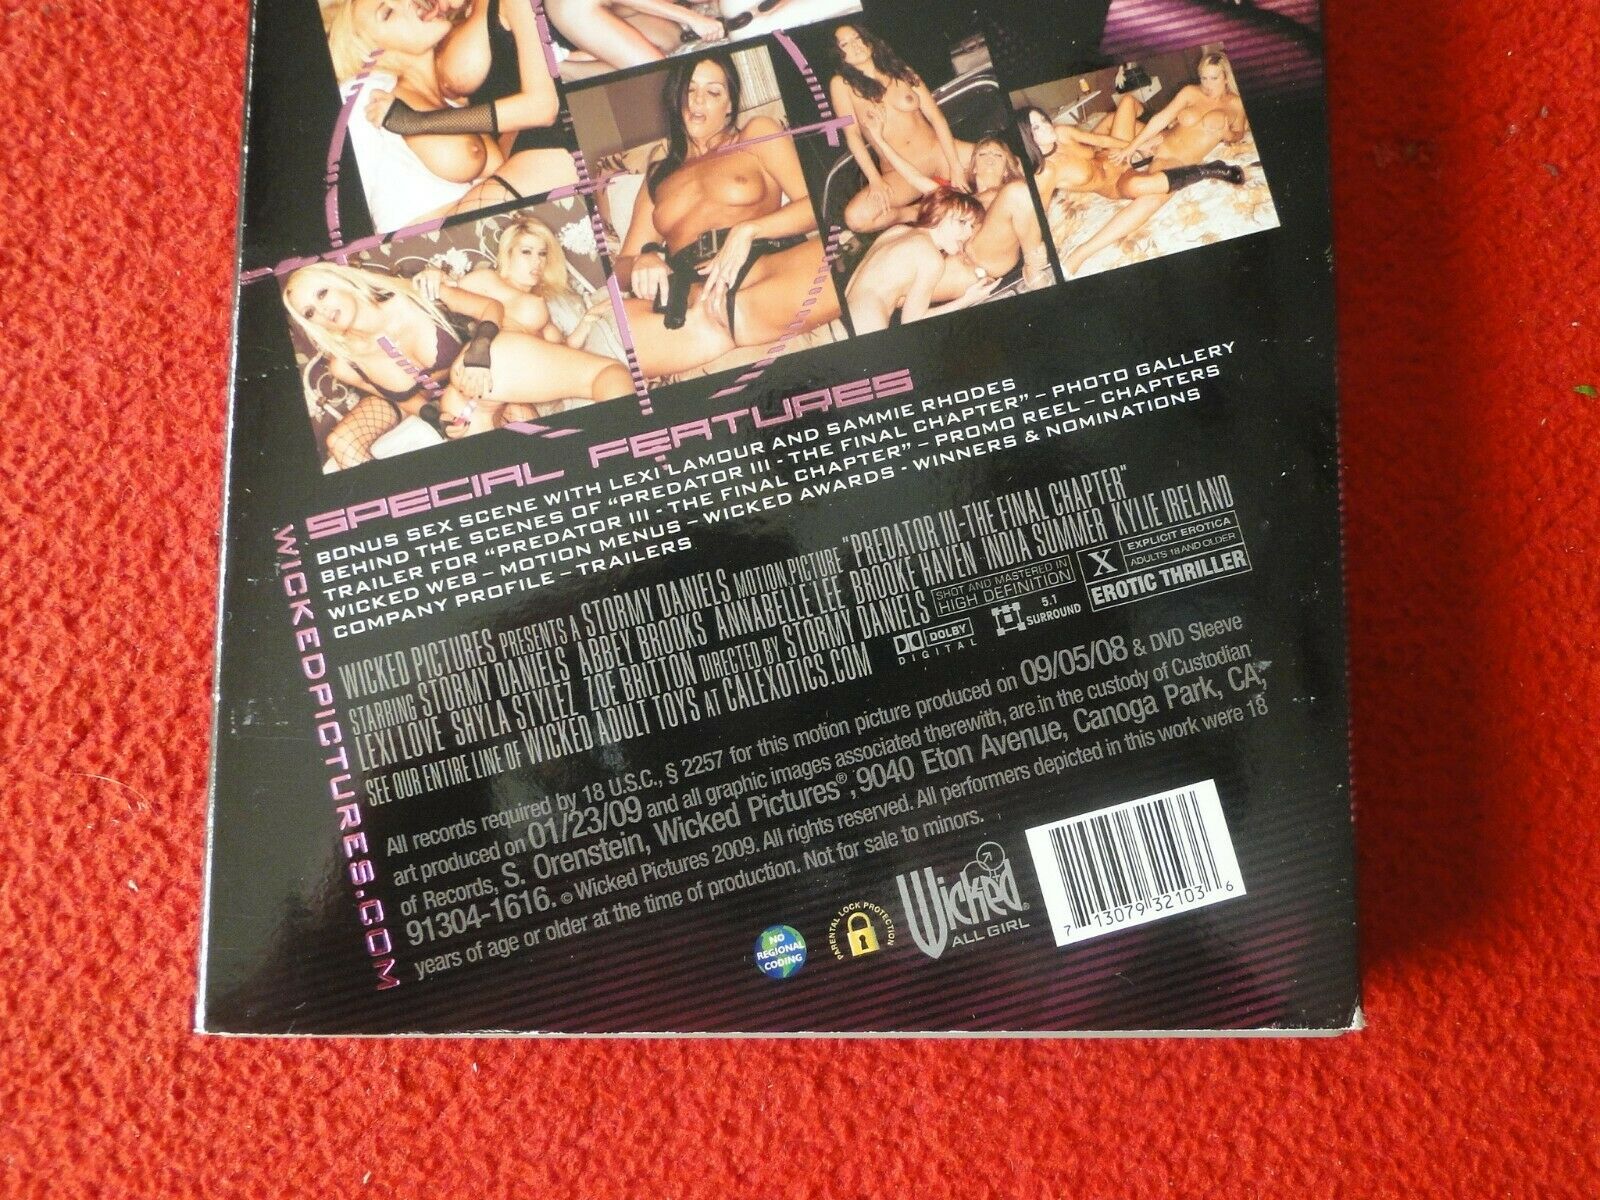 SPECIAL FEATURES
BONUS SEX SCENE WITH LEXI LAMOUR AND SAMMIE RHODES
BEHIND THE SCENES OF "PREDATOR III - THE FINAL CHAPTER" – PHOTO GALLERY
TRAILER FOR "PREDATOR III - THE FINAL CHAPTER" – PROMO REEL – CHAPTERS
WICKED WEB – MOTION MENUS – WICKED AWARDS - WINNERS & NOMINATIONS
COMPANY PROFILE – TRAILERS
WICKEDPICTURES.COM
WICKED PICTURES PRESENTS A STORMY DANIELS MOTION PICTURE "PREDATOR III-THE FINAL CHAPTER"
STARRING STORMY DANIELS ABBEY BROOKS ANNABELLE LEE BROOKE HAVEN INDIA SUMMER KYLIE IRELAND
LEXI LOVE SHYLA STYLEZ ZOE BRITTON DIRECTED BY STORMY DANIELS
SEE OUR ENTIRE LINE OF WICKED ADULT TOYS AT CALEXOTICS.COM
DOLBY
DIGITAL
SHOT AND MASTERED IN
HIGH DEFINITION
5.1
SURROUND
X
EXPLICIT EROTICA
ADULTS 18 AND OLDER
EROTIC THRILLER
All records required by 18 U.S.C., § 2257 for this motion picture produced on 09/05/08 & DVD Sleeve
art produced on 01/23/09 and all graphic images associated therewith, are in the custody of Custodian
of Records, S. Orenstein, Wicked Pictures®, 9040 Eton Avenue, Canoga Park, CA,
91304-1616. © Wicked Pictures 2009. All rights reserved. All performers depicted in this work were 18
years of age or older at the time of production. Not for sale to minors.
NO
REGIONAL
CODING
PARENTAL LOCK PROTECTION
Wicked®
ALL GIRL
7 13079 32103 6